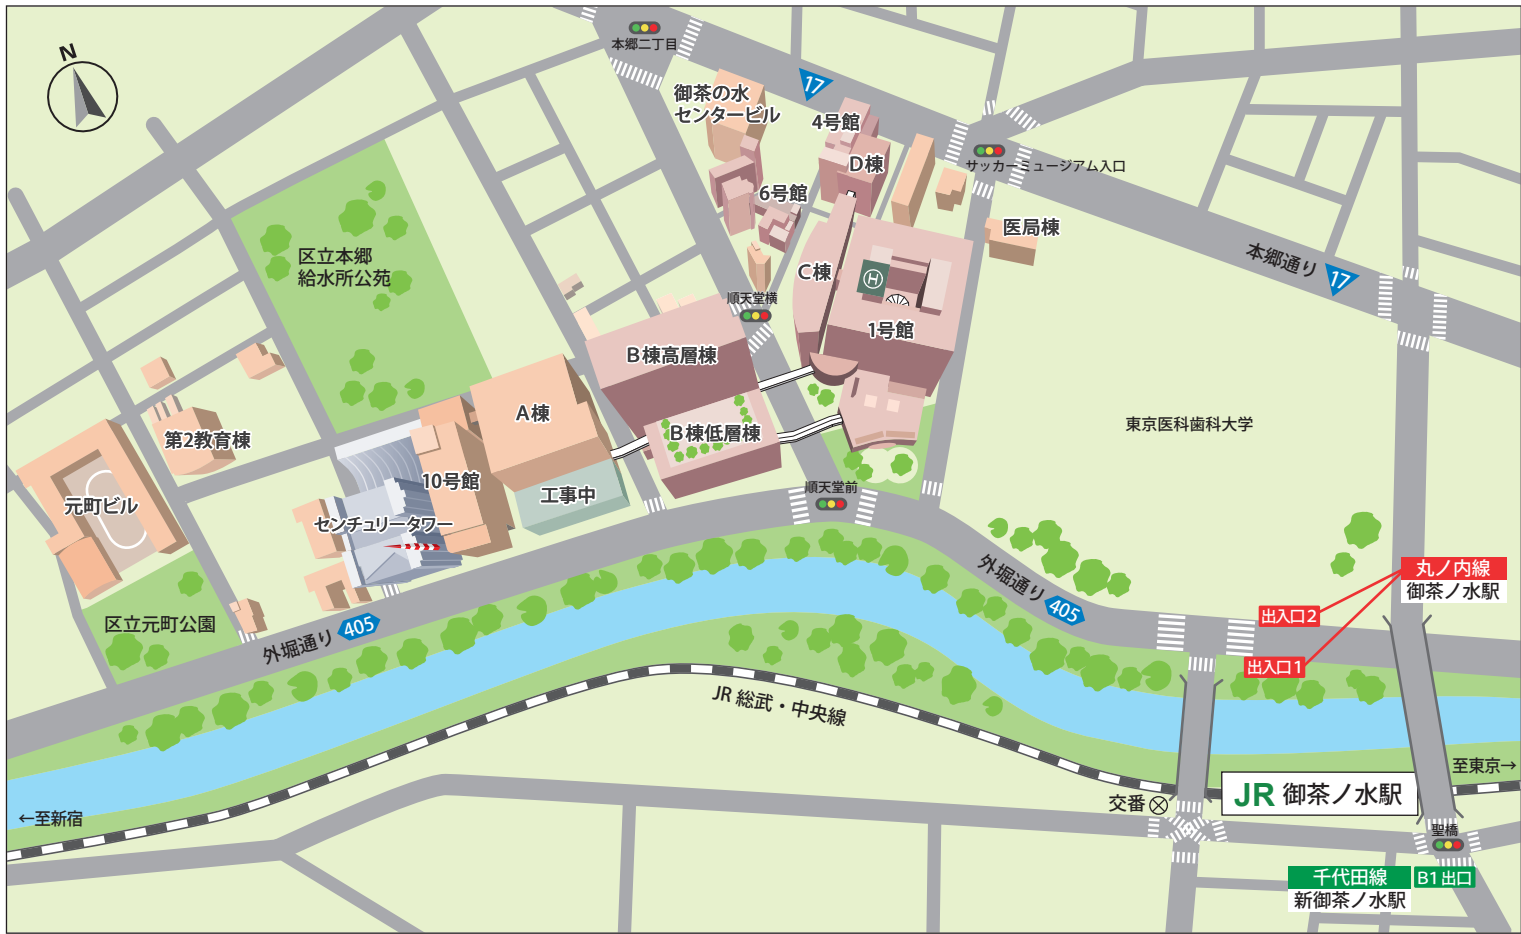 本郷二丁目
N
17
御茶の水
センタービル
4号館
D棟
サッカーミュージアム入口
6号館
医局棟
本郷通り
17
区立本郷
給水所公苑
C棟
H
順天堂横
1号館
B棟高層棟
A棟
東京医科歯科大学
B棟低層棟
第2教育棟
10号館
元町ビル
工事中
順天堂前
センチュリータワー
外堀通り
405
丸ノ内線
御茶ノ水駅
出入口2
区立元町公園
外堀通り
405
出入口1
JR 総武・中央線
至東京→
JR 御茶ノ水駅
交番
←至新宿
聖橋
千代田線
新御茶ノ水駅
B1出口